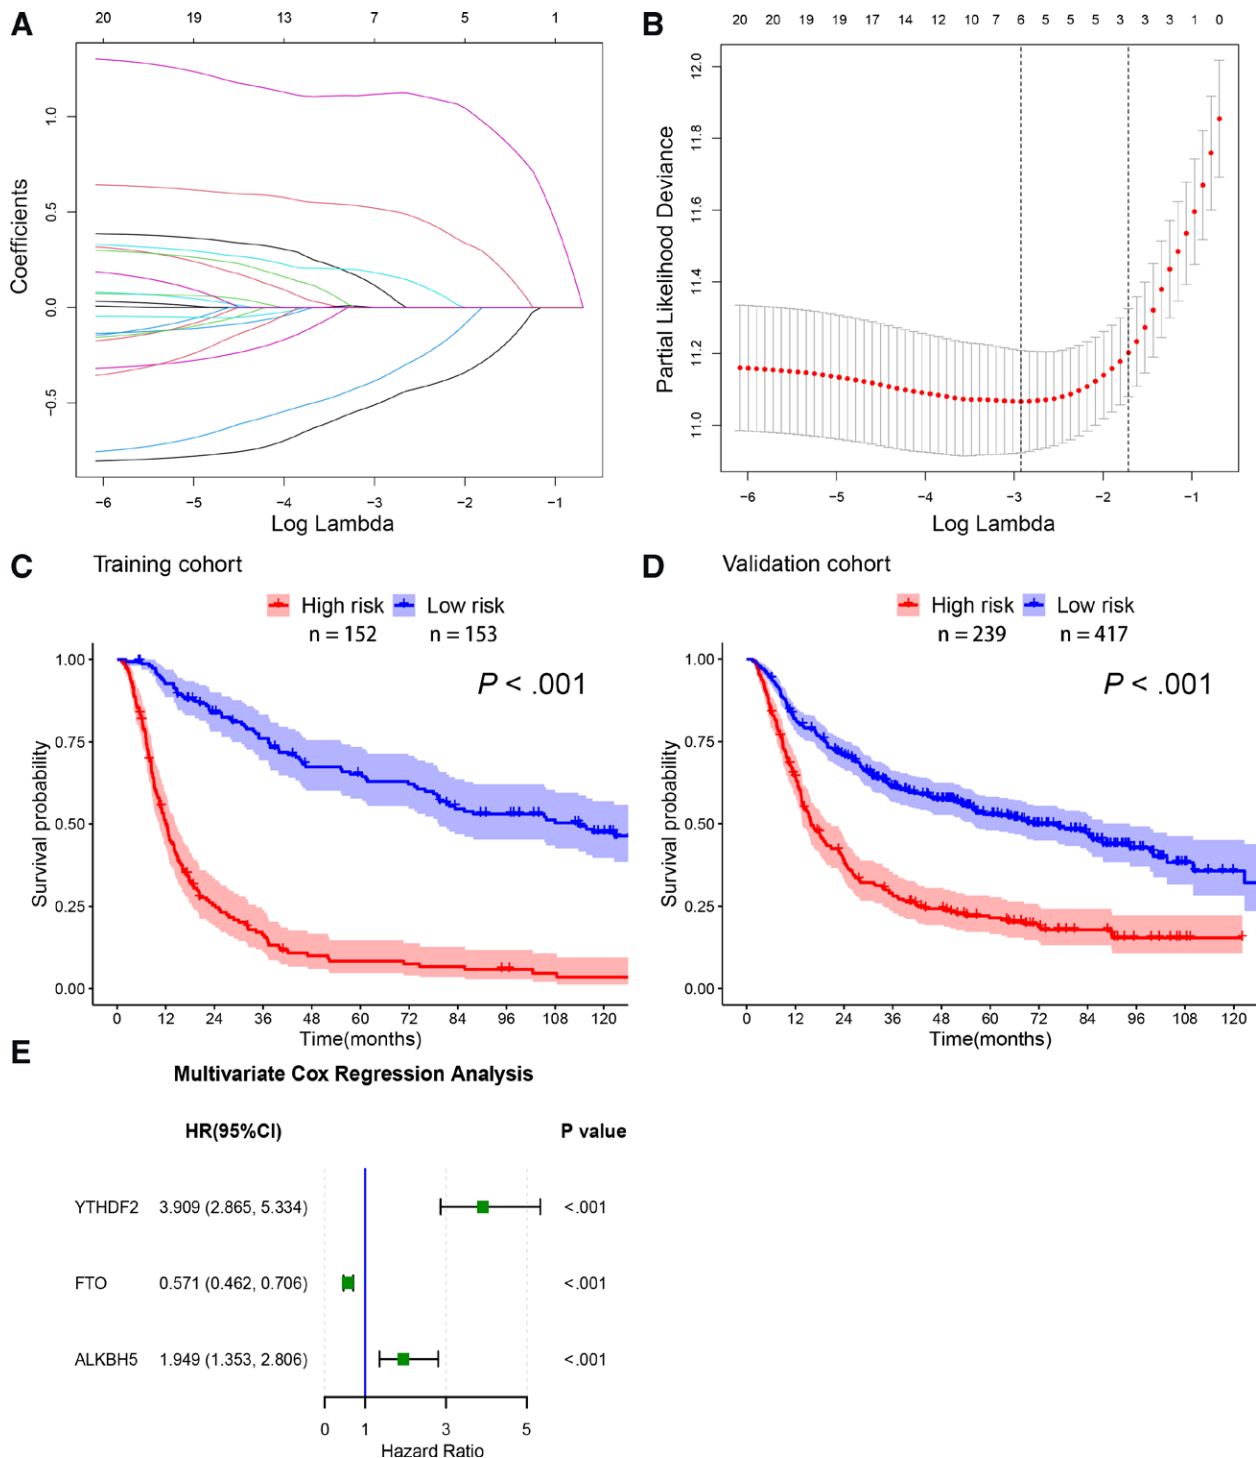 A
20 19 13 7 5 1
Coefficients
1.0
0.5
0.0
−0.5
−6 −5 −4 −3 −2 −1
Log Lambda
B
20 20 19 17 14 12 10 7 6 5 5 5 3 3 1 0
Partial Likelihood Deviance
12.0
11.8
11.6
11.4
11.2
11.0
−6 −5 −4 −3 −2 −1
Log Lambda
C Training cohort
High risk Low risk
n = 152 n = 153
P < .001
Survival probability
1.00
0.75
0.50
0.25
0.00
0 12 24 36 48 60 72 84 96 108 120
Time(months)
D Validation cohort
High risk Low risk
n = 239 n = 417
P < .001
Survival probability
1.00
0.75
0.50
0.25
0.00
0 12 24 36 48 60 72 84 96 108 120
Time(months)
E
Multivariate Cox Regression Analysis
HR(95%CI) P value
YTHDF2 3.909 (2.865, 5.334) <.001
FTO 0.571 (0.462, 0.706) <.001
ALKBH5 1.949 (1.353, 2.806) <.001
0 1 3 5
Hazard Ratio